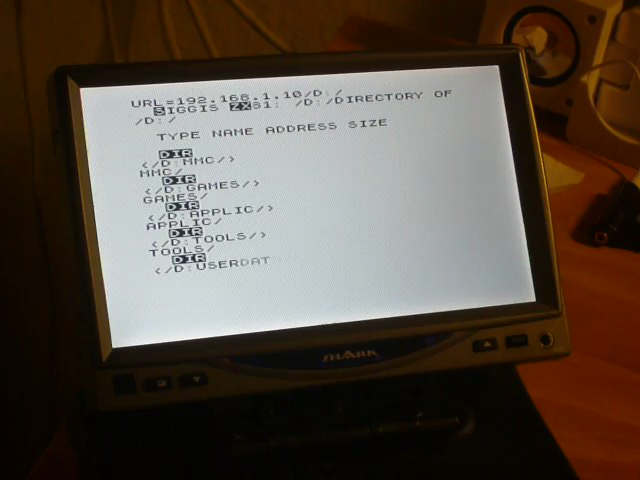 URL=192.168.1.10/D:/
SIGGIS ZX81: /D:/DIRECTORY OF
/D:/
TYPE NAME ADDRESS SIZE
DIR
</D:MMC/>
MMC/
DIR
</D:GAMES/>
GAMES/
DIR
</D:APPLIC/>
APPLIC/
DIR
</D:TOOLS/>
TOOLS/
DIR
</D:USERDAT
SHARK